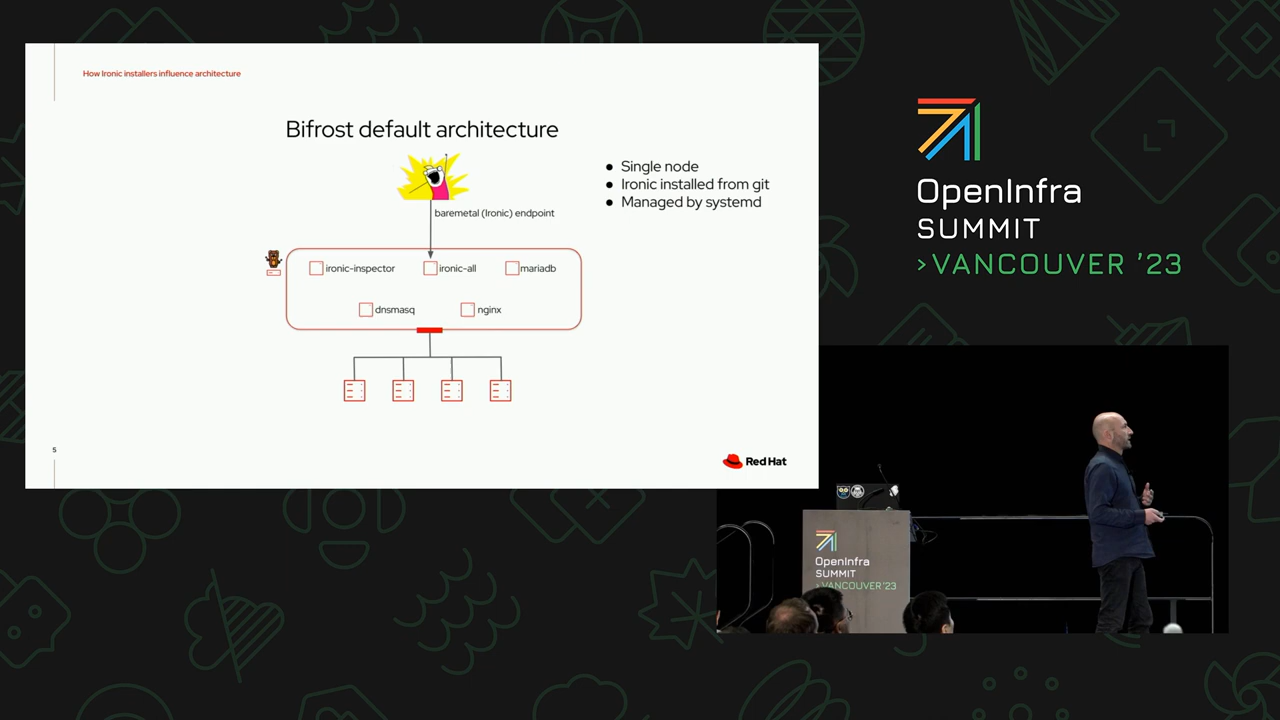 How Ironic installers influence architecture
Bifrost default architecture
● Single node
● Ironic installed from git
● Managed by systemd
baremetal (Ironic) endpoint
ironic-inspector
ironic-all
mariadb
dnsmasq
nginx
5
Red Hat
OpenInfra
SUMMIT
>VANCOUVER '23
OpenInfra
SUMMIT
>VANCOUVER '23